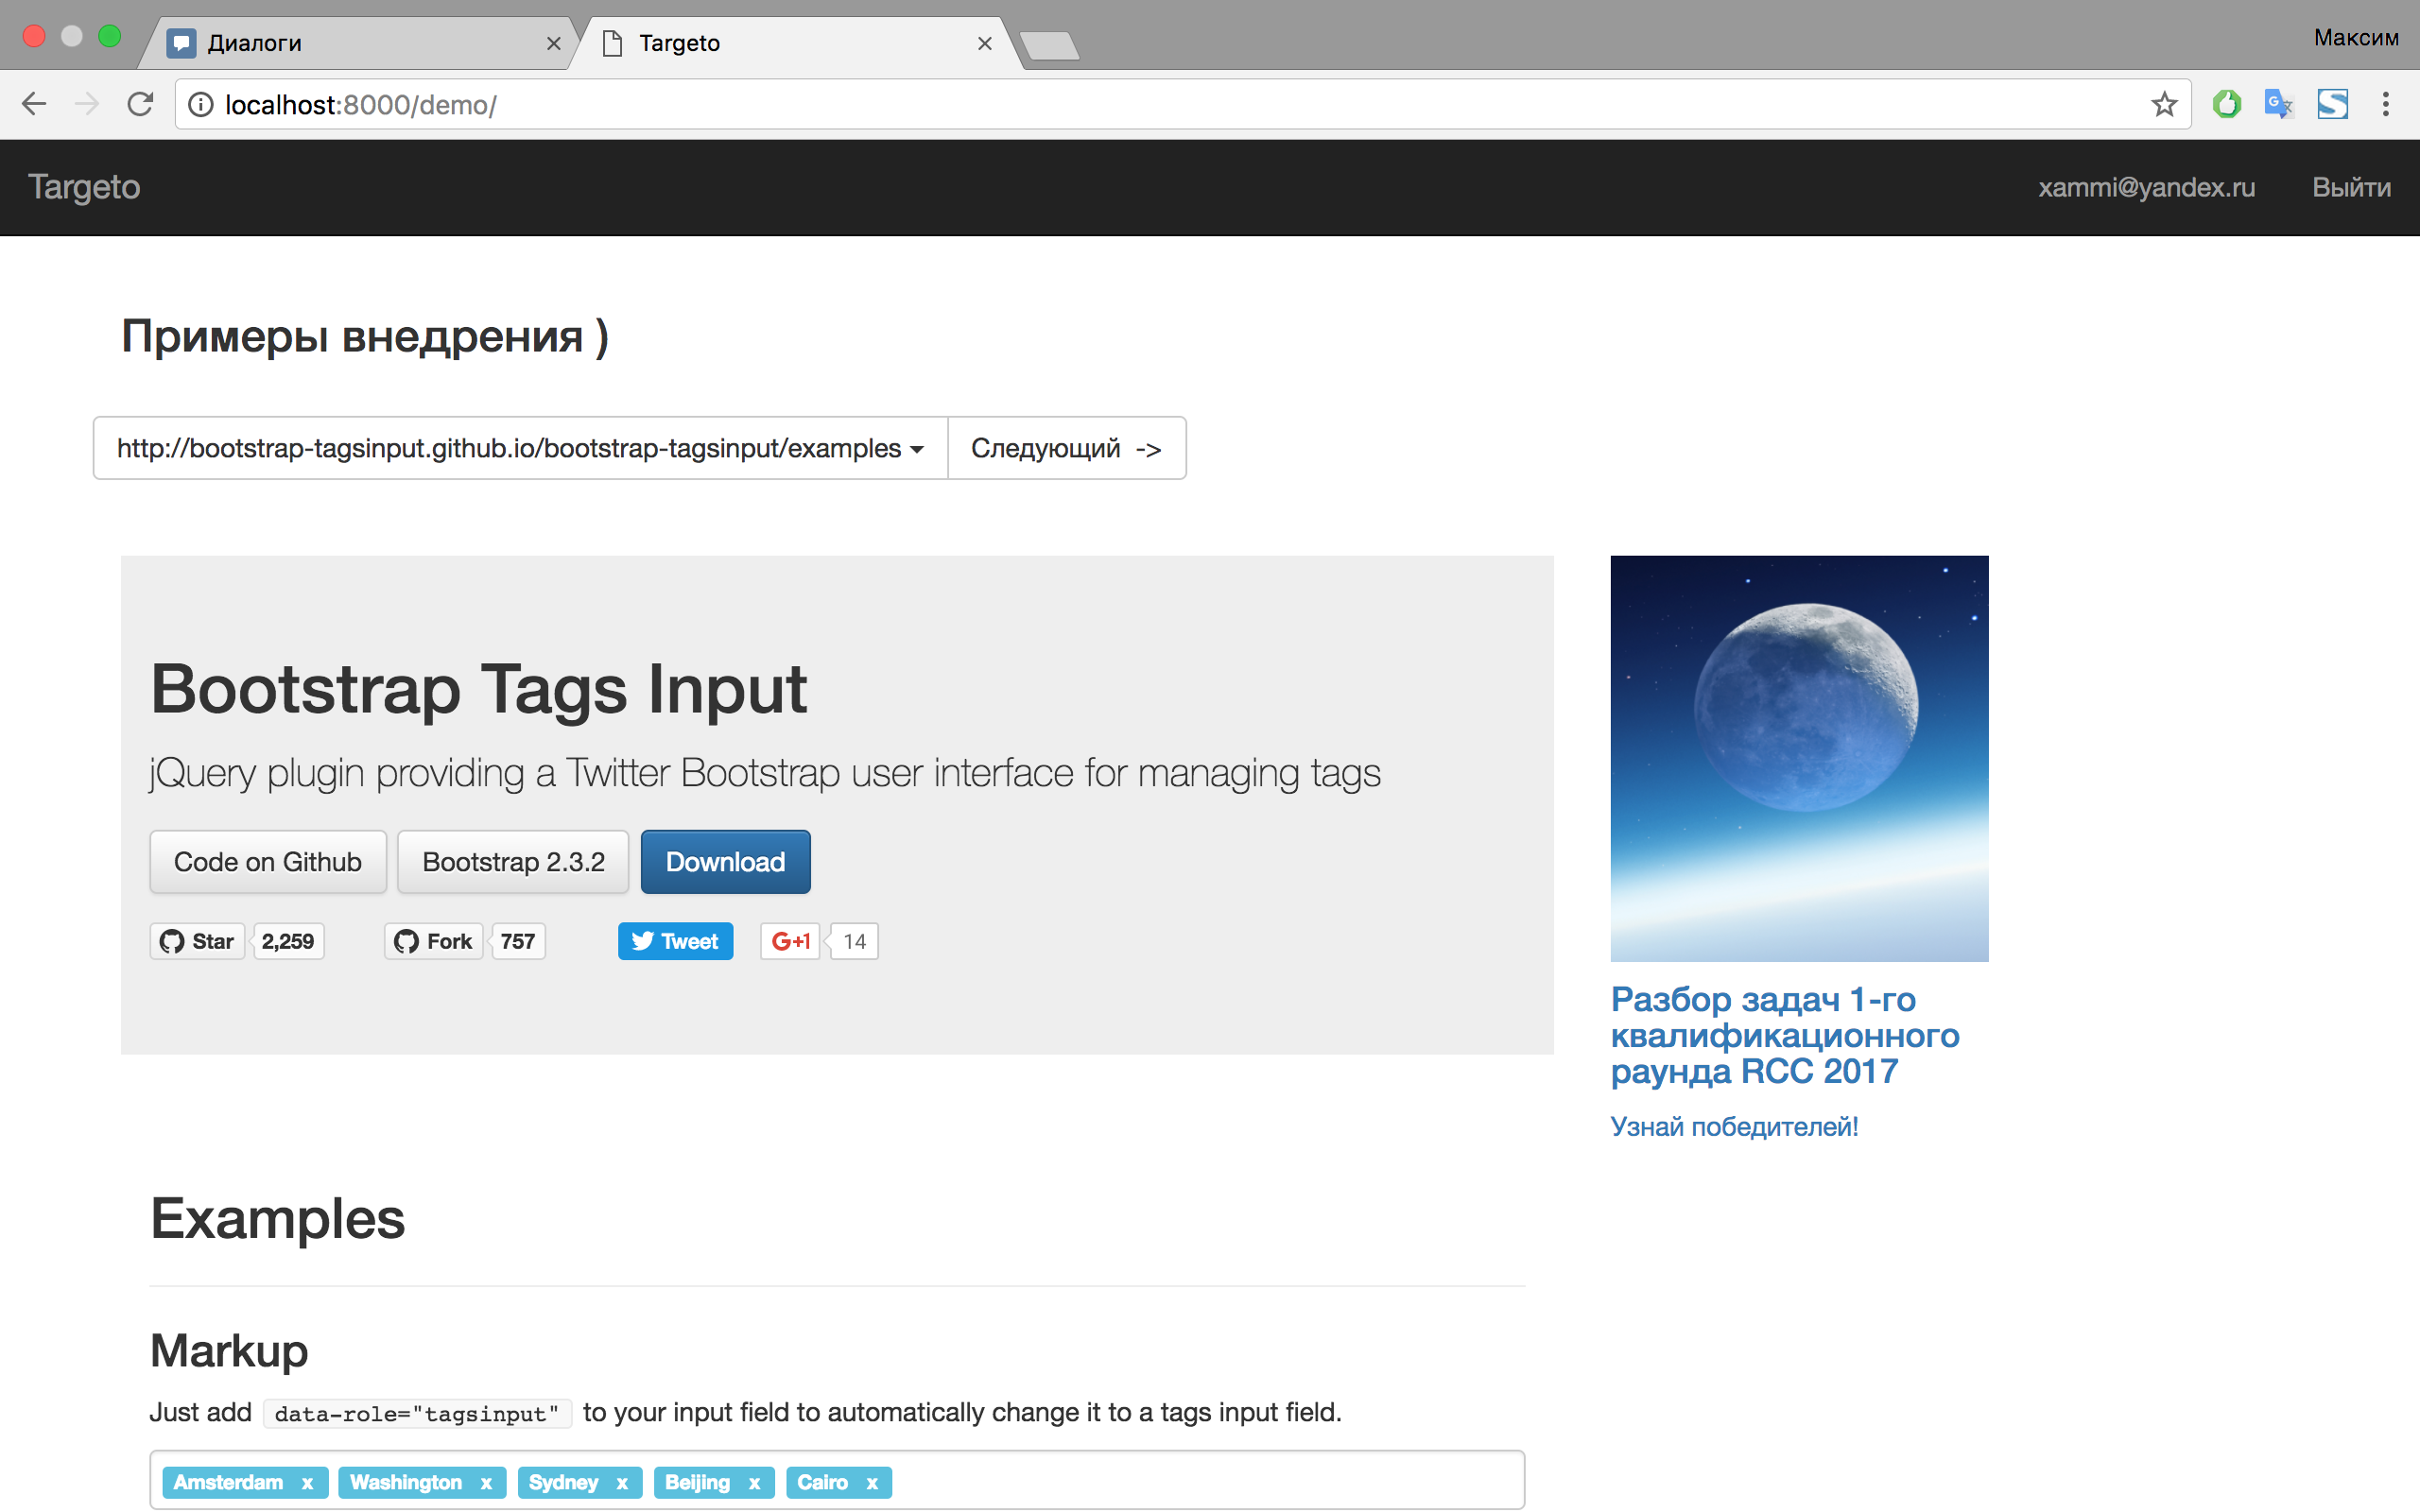 Диалоги
Targeto
Максим
localhost:8000/demo/
Targeto
xammi@yandex.ru
Выйти
Примеры внедрения )
http://bootstrap-tagsinput.github.io/bootstrap-tagsinput/examples
Следующий ->
Bootstrap Tags Input
jQuery plugin providing a Twitter Bootstrap user interface for managing tags
Code on Github
Bootstrap 2.3.2
Download
Star 2,259
Fork 757
Tweet
G+1 14
Разбор задач 1-го
квалификационного
раунда RCC 2017
Узнай победителей!
Examples
Markup
Just add data-role="tagsinput" to your input field to automatically change it to a tags input field.
Amsterdam x Washington x Sydney x Beijing x Cairo x